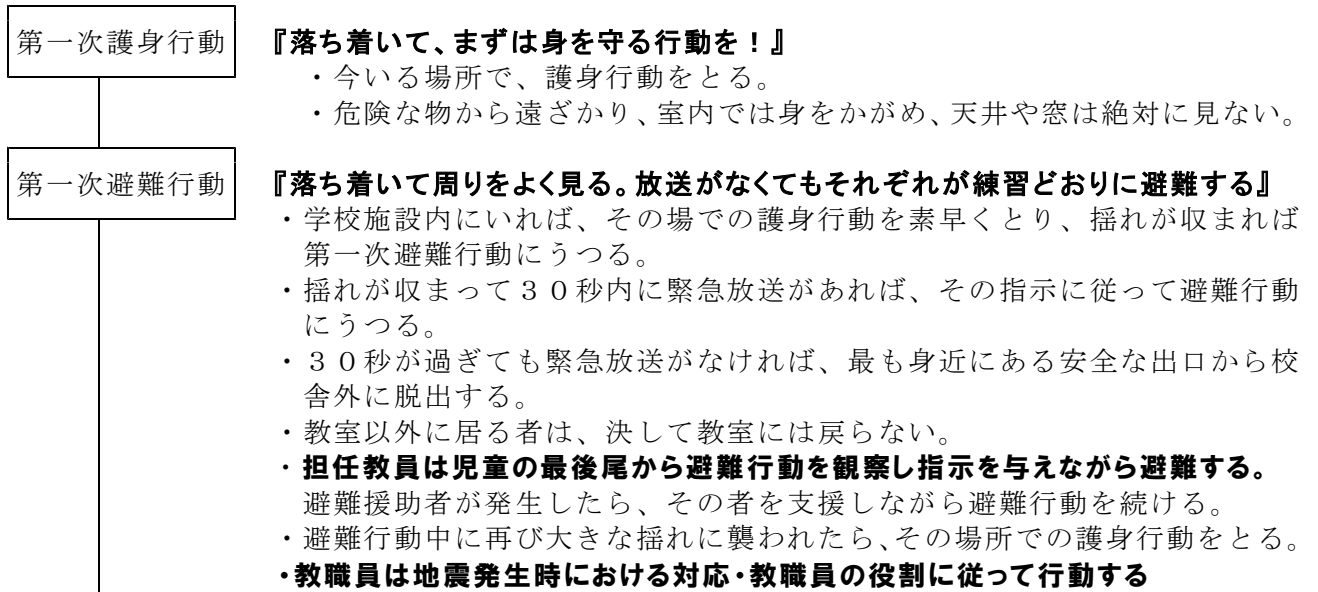 第一次護身行動
『落ち着いて、まずは身を守る行動を！』
・今いる場所で、護身行動をとる。
・危険な物から遠ざかり、室内では身をかがめ、天井や窓は絶対に見ない。
第一次避難行動
『落ち着いて周りをよく見る。放送がなくてもそれぞれが練習どおりに避難する』
・学校施設内にいれば、その場での護身行動を素早くとり、揺れが収まれば
第一次避難行動にうつる。
・揺れが収まって３０秒内に緊急放送があれば、その指示に従って避難行動
にうつる。
・３０秒が過ぎても緊急放送がなければ、最も身近にある安全な出口から校
舎外に脱出する。
・教室以外に居る者は、決して教室には戻らない。
・担任教員は児童の最後尾から避難行動を観察し指示を与えながら避難する。
避難援助者が発生したら、その者を支援しながら避難行動を続ける。
・避難行動中に再び大きな揺れに襲われたら、その場所での護身行動をとる。
・教職員は地震発生時における対応・教職員の役割に従って行動する